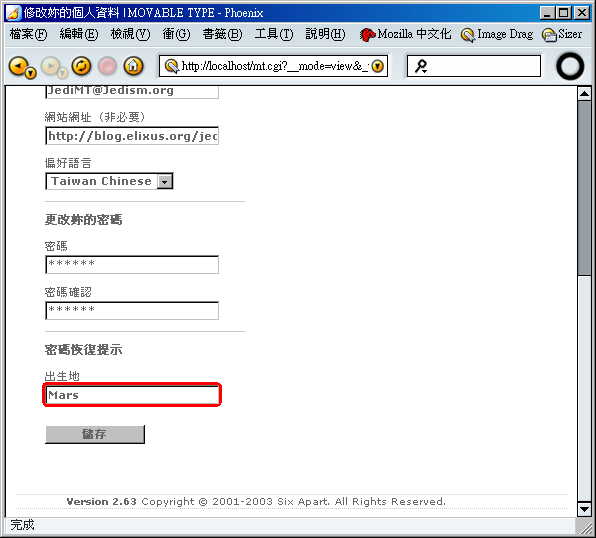 修改妳的個人資料 | MOVABLE TYPE - Phoenix
檔案(F) 編輯(E) 檢視(V) 衝(G) 書籤(B) 工具(T) 說明(H) Mozilla 中文化 Image Drag Sizer
http://localhost/mt.cgi?__mode=view&_
JediMT@Jedism.org
網站網址 (非必要)
http://blog.elixus.org/jed
偏好語言
Taiwan Chinese
更改妳的密碼
密碼
******
密碼確認
******
密碼恢復提示
出生地
Mars
儲存
Version 2.63 Copyright © 2001-2003 Six Apart. All Rights Reserved.
完成